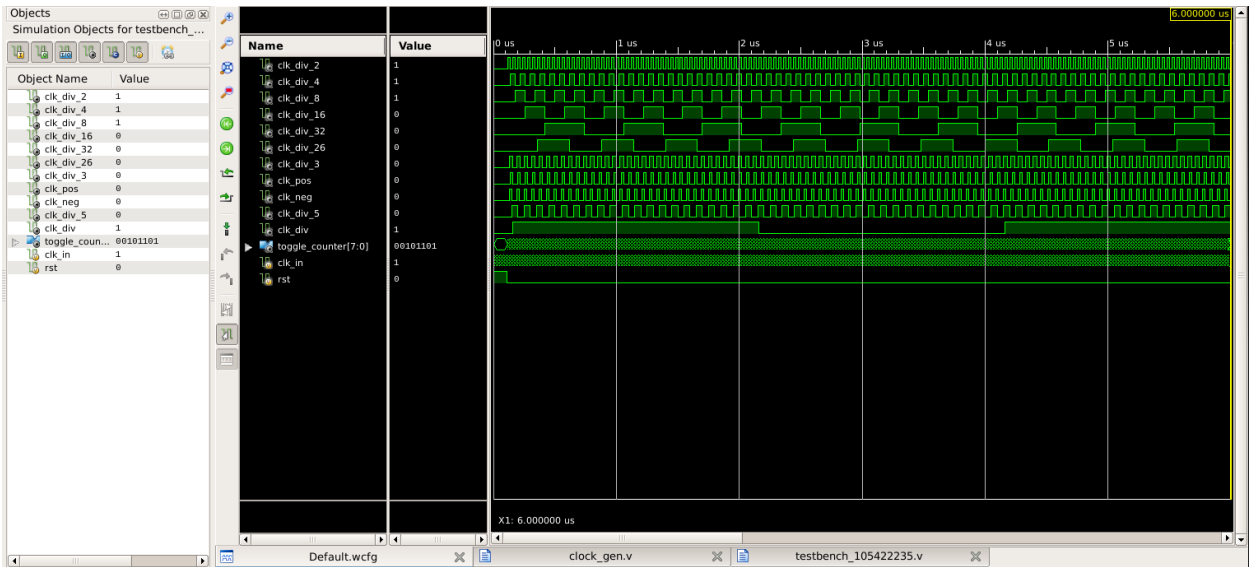 Objects
Simulation Objects for testbench_...
Object Name Value
clk_div_2 1
clk_div_4 1
clk_div_8 1
clk_div_16 0
clk_div_32 0
clk_div_26 0
clk_div_3 0
clk_pos 0
clk_neg 0
clk_div_5 0
clk_div 1
toggle_coun... 00101101
clk_in 1
rst 0
Name Value
clk_div_2 1
clk_div_4 1
clk_div_8 1
clk_div_16 0
clk_div_32 0
clk_div_26 0
clk_div_3 0
clk_pos 0
clk_neg 0
clk_div_5 0
clk_div 1
toggle_counter[7:0] 00101101
clk_in 1
rst 0
6.000000 us
0 us 1 us 2 us 3 us 4 us 5 us
X1: 6.000000 us
Default.wcfg clock_gen.v testbench_105422235.v